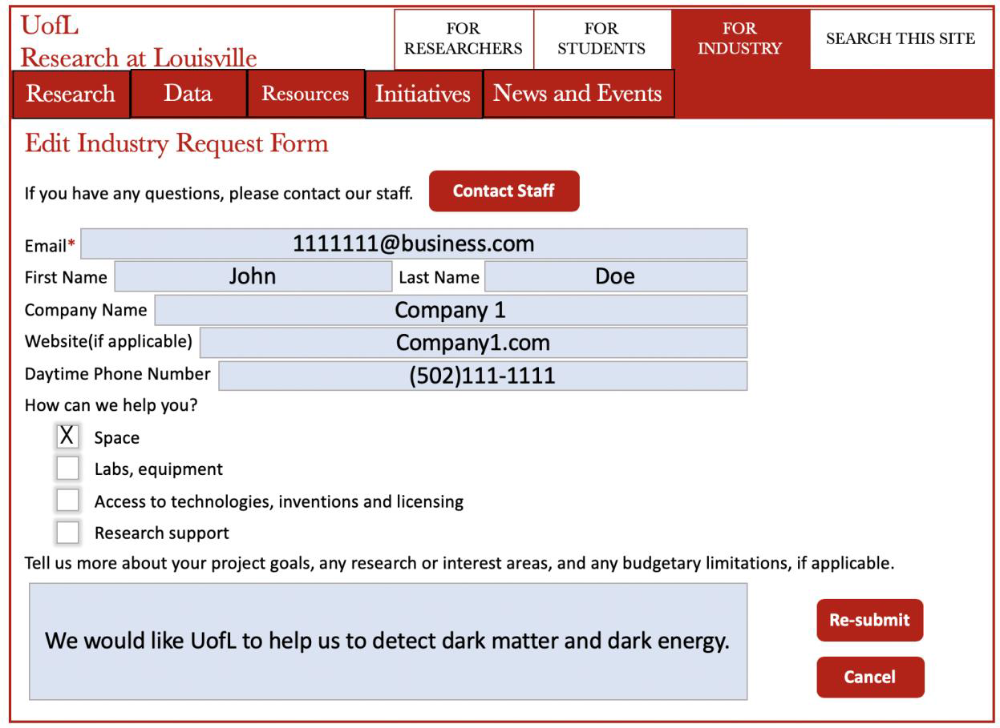 UofL
Research at Louisville
FOR RESEARCHERS
FOR STUDENTS
FOR INDUSTRY
SEARCH THIS SITE
Research Data Resources Initiatives News and Events
Edit Industry Request Form
If you have any questions, please contact our staff. Contact Staff
Email* 1111111@business.com
First Name John Last Name Doe
Company Name Company 1
Website(if applicable) Company1.com
Daytime Phone Number (502)111-1111
How can we help you?
X Space
Labs, equipment
Access to technologies, inventions and licensing
Research support
Tell us more about your project goals, any research or interest areas, and any budgetary limitations, if applicable.
We would like UofL to help us to detect dark matter and dark energy.
Re-submit
Cancel